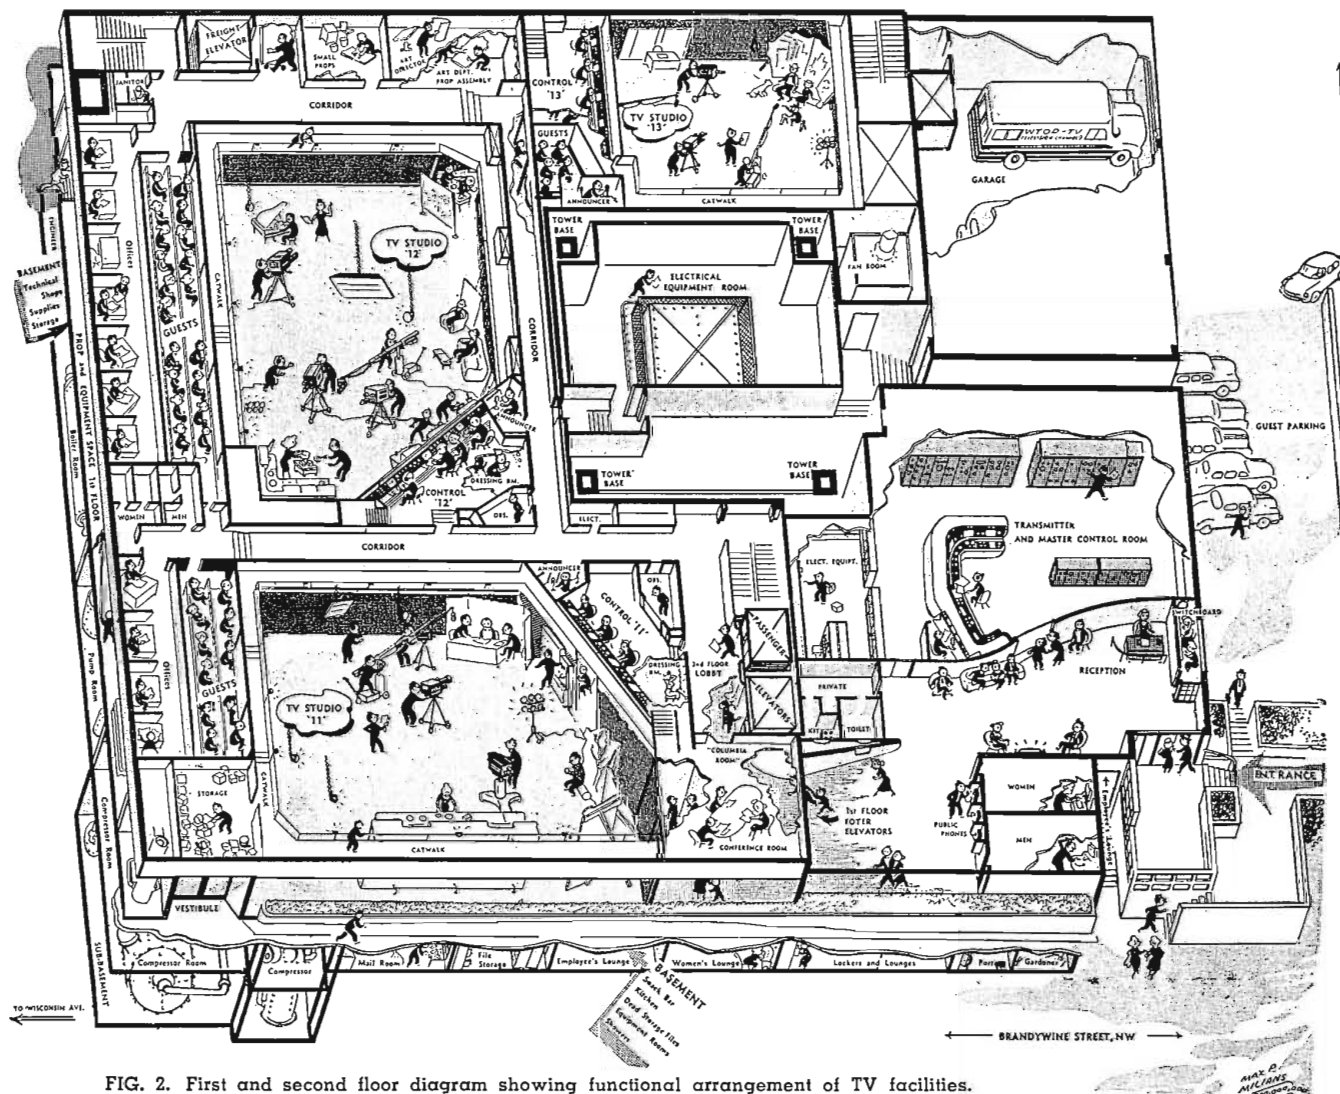 FREIGHT
ELEVATOR
SMALL
PROPS
ART
DIRECTOR
ART DEPT.
PROP ASSEMBLY
CONTROL
"13"
TV STUDIO
"13"
JANITOR
CORRIDOR
GUESTS
ANNOUNCER
CATWALK
WTOD-TV
GARAGE
TOWER
BASE
TOWER
BASE
FAN ROOM
ELECTRICAL
EQUIPMENT ROOM
ENGINEER
BASEMENT
Technical
Shops
Supplies
Storage
Offices
CATWALK
GUESTS
TV STUDIO
"12"
CORRIDOR
PROP and EQUIPMENT SPACE 1st FLOOR
Boiler Room
ANNOUNCER
DRESSING RM.
CONTROL
"12"
OBS.
TOWER
BASE
TOWER
BASE
GUEST PARKING
WOMEN
MEN
ELECT.
CORRIDOR
TRANSMITTER
AND MASTER CONTROL ROOM
ELECT. EQUIPT.
ANNOUNCER
CONTROL "11"
OBS.
DRESSING
RM.
2nd FLOOR
LOBBY
PASSENGER
ELEVATORS
SWITCHBOARD
RECEPTION
PRIVATE
KIT.
TOILET
Offices
GUESTS
Pump Room
TV STUDIO
"11"
STORAGE
CATWALK
"COLUMBIA
ROOM"
CONFERENCE ROOM
CATWALK
1st FLOOR
FOYER
ELEVATORS
PUBLIC
PHONES
WOMEN
MEN
Employee's Lounge
ENTRANCE
Compressor Room
VESTIBULE
SUB-BASEMENT
Compressor Room
Compressor
Mail Room
File
Storage
Employee's Lounge
Women's Lounge
Lockers and Lounges
Porter
Gardener
BASEMENT
Snack Bar
Kitchen
Dead Storage Files
Equipment Rooms
Showers
TO WISCONSIN AVE.
BRANDYWINE STREET, NW
MAX P.
MILIANS
FIG. 2. First and second floor diagram showing functional arrangement of TV facilities.